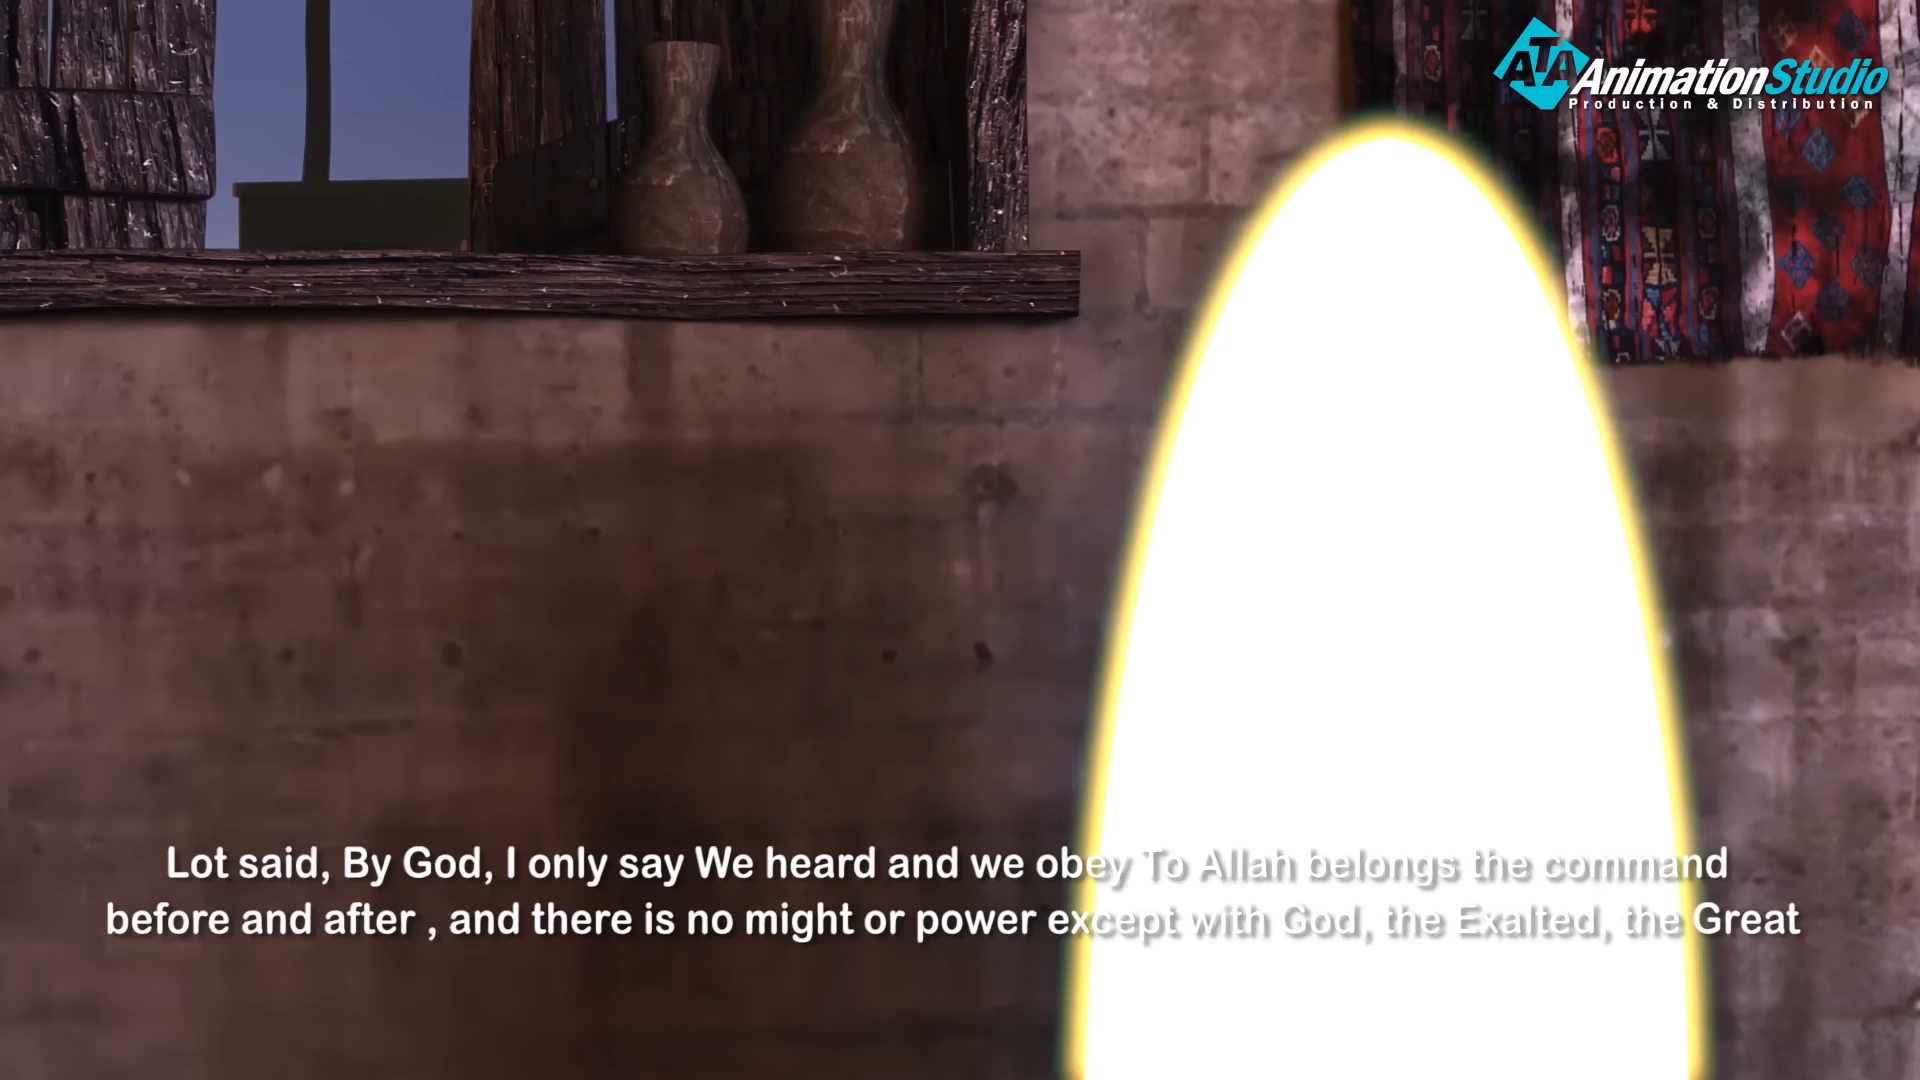 ATA AnimationStudio
Production & Distribution
Lot said, By God, I only say We heard and we obey To Allah belongs the command
before and after , and there is no might or power except with God, the Exalted, the Great